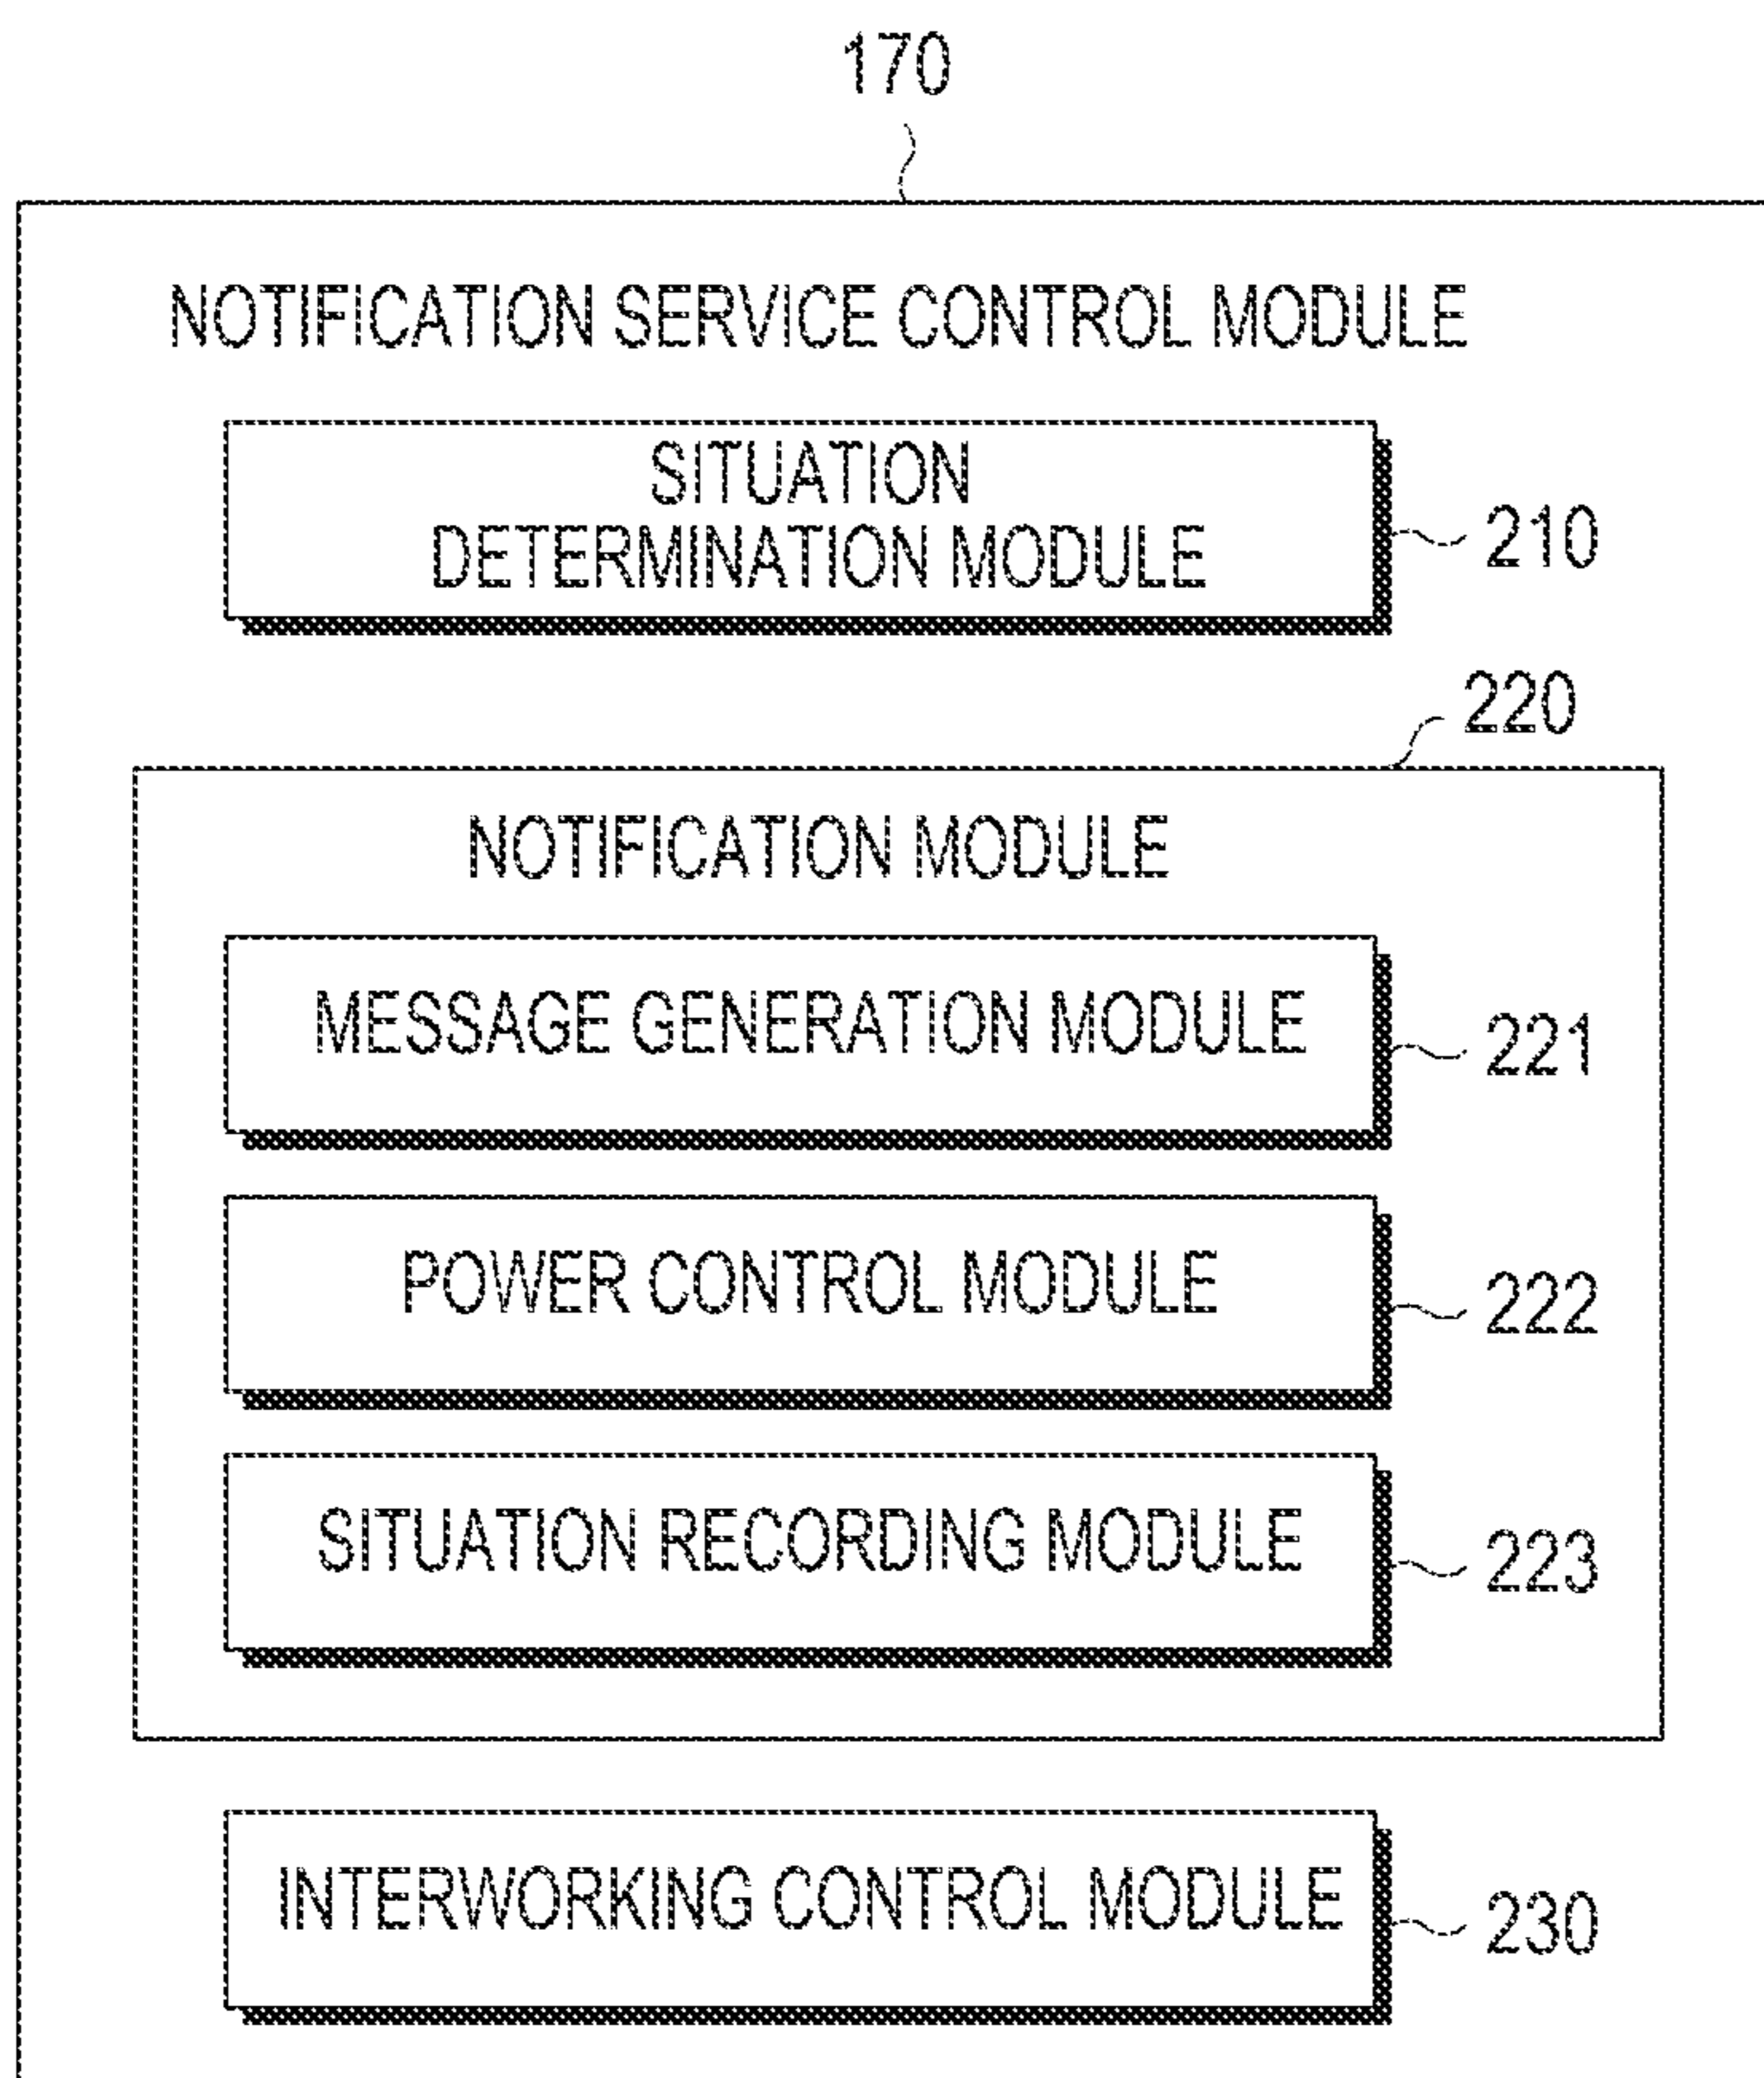 170
NOTIFICATION SERVICE CONTROL MODULE
SITUATION
DETERMINATION MODULE
210
220
NOTIFICATION MODULE
MESSAGE GENERATION MODULE
221
POWER CONTROL MODULE
222
SITUATION RECORDING MODULE
223
INTERWORKING CONTROL MODULE
230